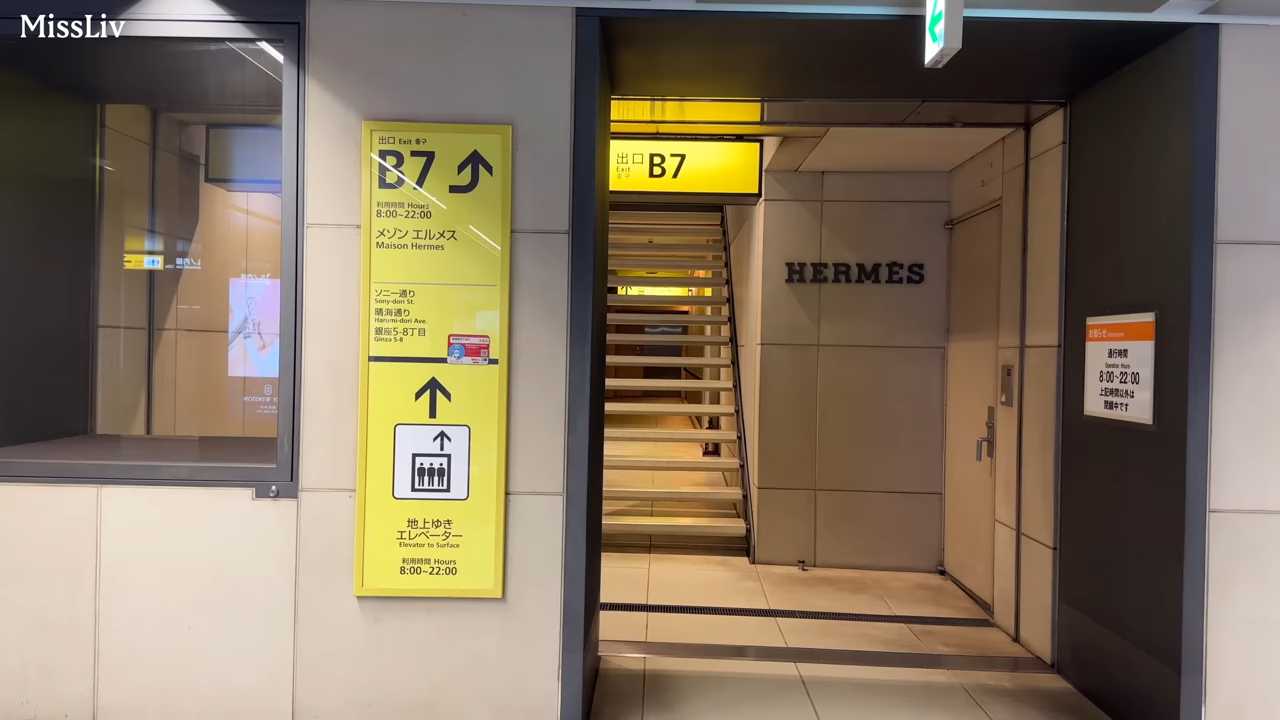 MissLiv
出口 Exit 출구
B7
利用時間 Hours
8:00~22:00
メゾン エルメス
Maison Hermes
ソニー通り
Sony-dori St.
晴海通り
Harumi-dori Ave.
銀座5-8丁目
Ginza 5-8
地上ゆき
エレベーター
Elevator to Surface
利用時間 Hours
8:00~22:00
出口
Exit
출구
B7
HERMÈS
お知らせ
通行時間
Operation Hours
8:00~22:00
上記時間以外は
閉鎖中です